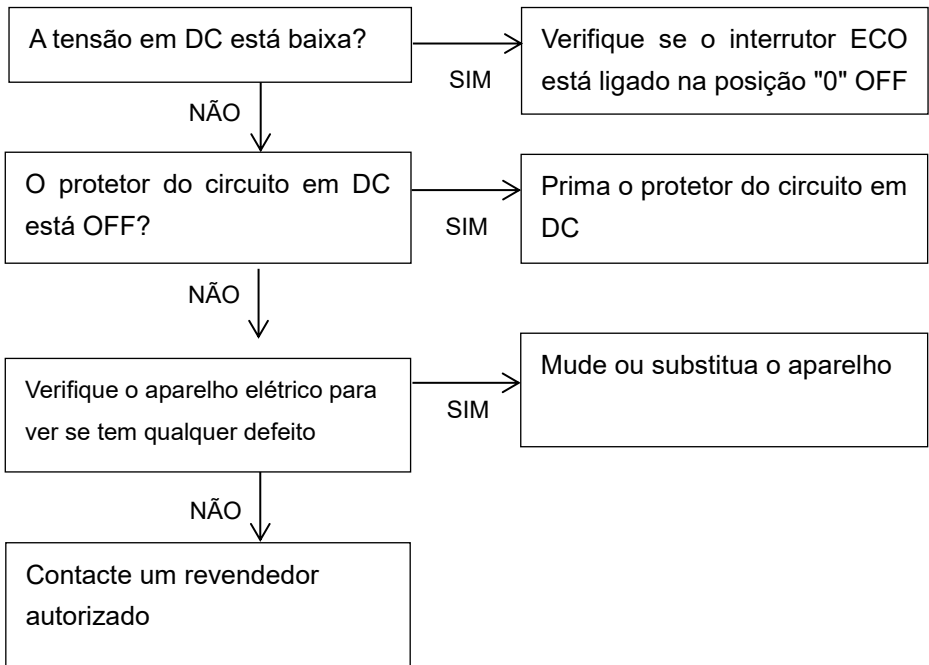 A tensão em DC está baixa?
SIM
Verifique se o interrutor ECO
está ligado na posição "0" OFF
NÃO
O protetor do circuito em DC
está OFF?
SIM
Prima o protetor do circuito em
DC
NÃO
Verifique o aparelho elétrico para
ver se tem qualquer defeito
SIM
Mude ou substitua o aparelho
NÃO
Contacte um revendedor
autorizado